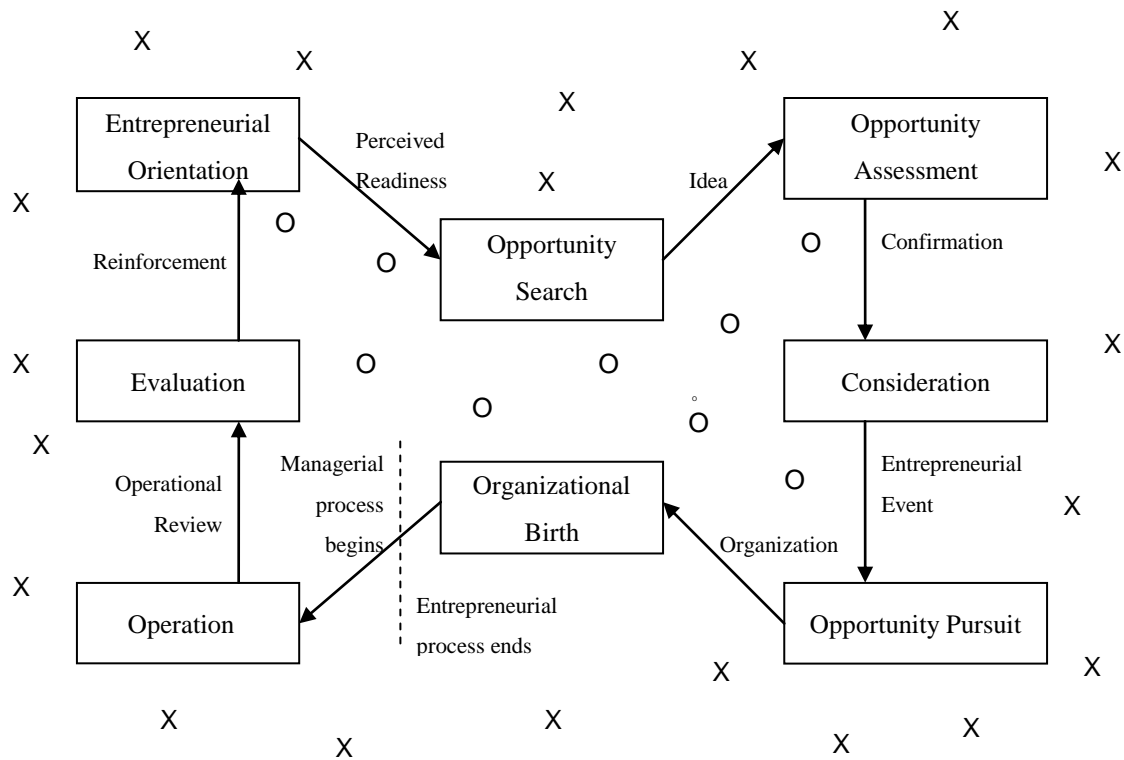 X
X
X
X
X
Entrepreneurial
Orientation
Perceived
Readiness
X
Idea
Opportunity
Assessment
X
X
O
O
Opportunity
Search
O
Confirmation
Reinforcement
O
X
Evaluation
O
O
O
O
Consideration
X
X
Managerial
process
begins
Organizational
Birth
O
Entrepreneurial
Event
Operational
Review
Organization
X
X
Operation
Entrepreneurial
process ends
Opportunity Pursuit
X
X
X
X
X
X
X